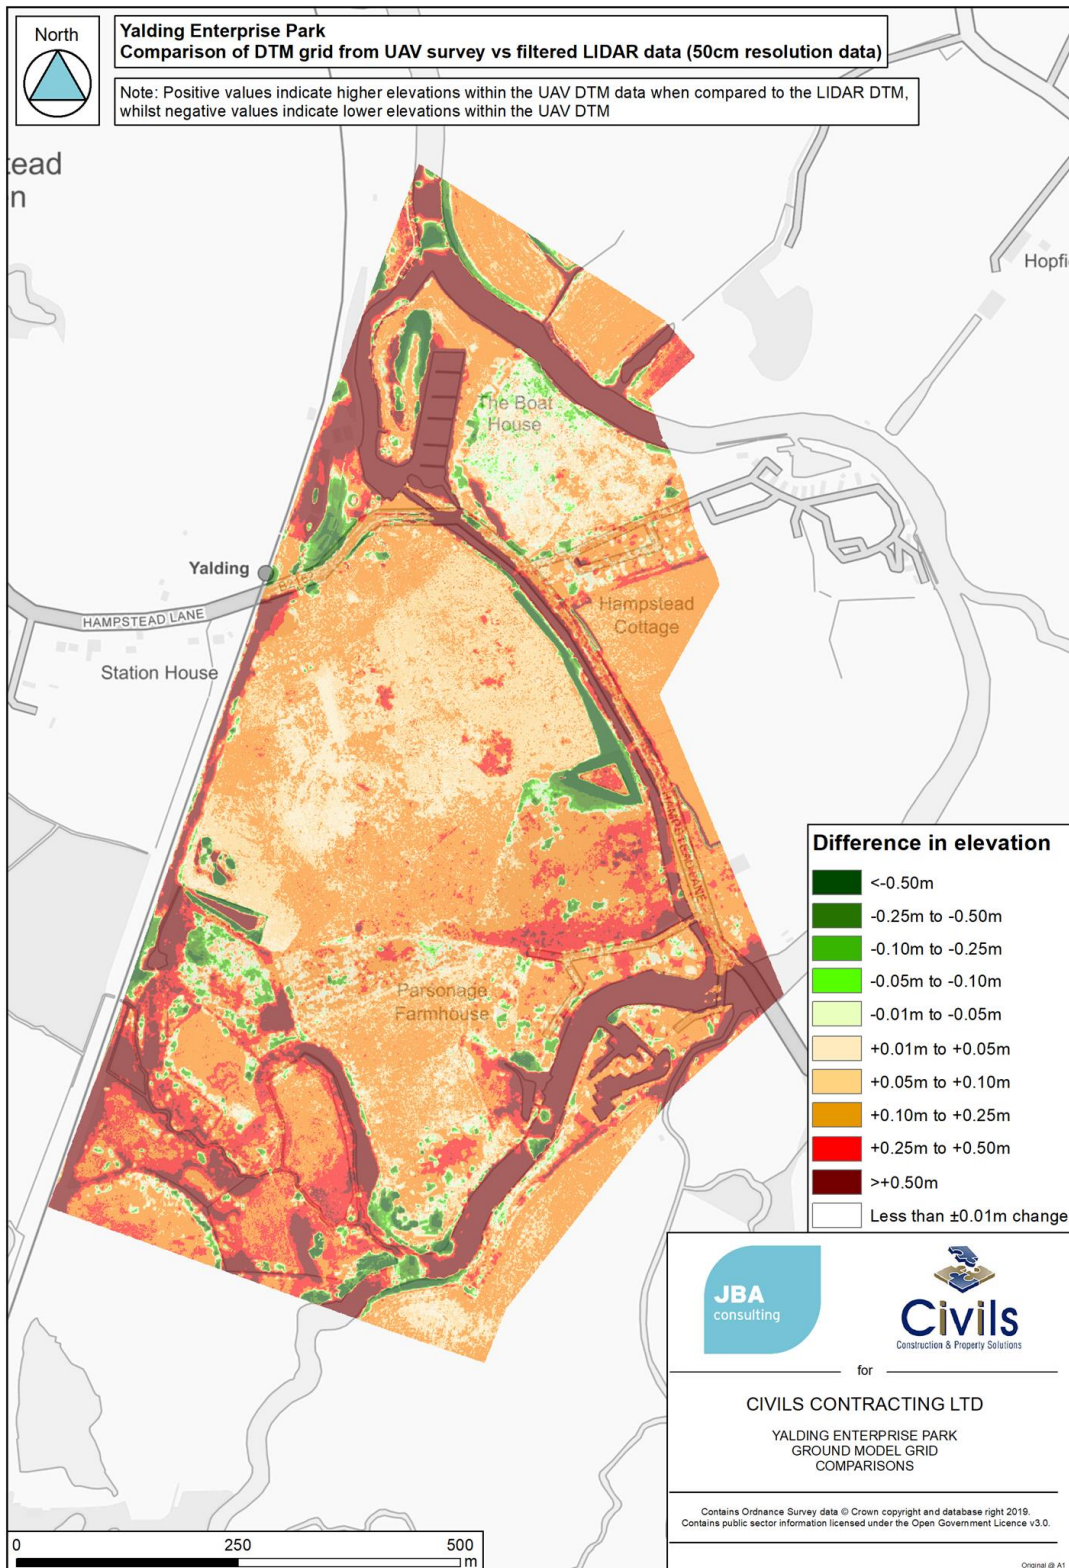 North
Yalding Enterprise Park
Comparison of DTM grid from UAV survey vs filtered LIDAR data (50cm resolution data)
Note: Positive values indicate higher elevations within the UAV DTM data when compared to the LIDAR DTM,
whilst negative values indicate lower elevations within the UAV DTM
tead
n
Hopfi
The Boat
House
Yalding
HAMPSTEAD LANE
Station House
Hampstead
Cottage
HAMPSTEAD LANE
Parsonage
Farmhouse
Difference in elevation
<-0.50m
-0.25m to -0.50m
-0.10m to -0.25m
-0.05m to -0.10m
-0.01m to -0.05m
+0.01m to +0.05m
+0.05m to +0.10m
+0.10m to +0.25m
+0.25m to +0.50m
>+0.50m
Less than ±0.01m change
JBA
consulting
Civils
Construction & Property Solutions
for
CIVILS CONTRACTING LTD
YALDING ENTERPRISE PARK
GROUND MODEL GRID
COMPARISONS
Contains Ordnance Survey data © Crown copyright and database right 2019.
Contains public sector information licensed under the Open Government Licence v3.0.
0 250 500
m
Original @ A1